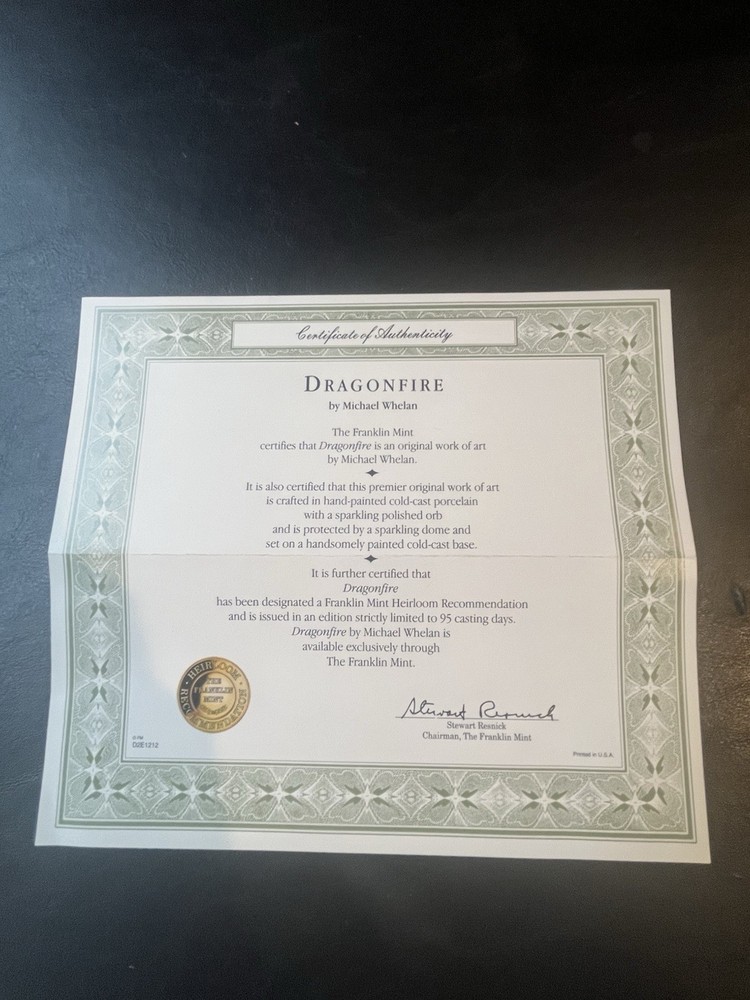 Certificate of Authenticity
DRAGONFIRE
by Michael Whelan
The Franklin Mint
certifies that Dragonfire is an original work of art
by Michael Whelan.
It is also certified that this premier original work of art
is crafted in hand-painted cold-cast porcelain
with a sparkling polished orb
and is protected by a sparkling dome and
set on a handsomely painted cold-cast base.
It is further certified that
Dragonfire
has been designated a Franklin Mint Heirloom Recommendation
and is issued in an edition strictly limited to 95 casting days.
Dragonfire by Michael Whelan is
available exclusively through
The Franklin Mint.
HEIRLOOM
RECOMMENDATION
THE
FRANKLIN
MINT
Stewart Resnick
Stewart Resnick
Chairman, The Franklin Mint
Printed in U.S.A.